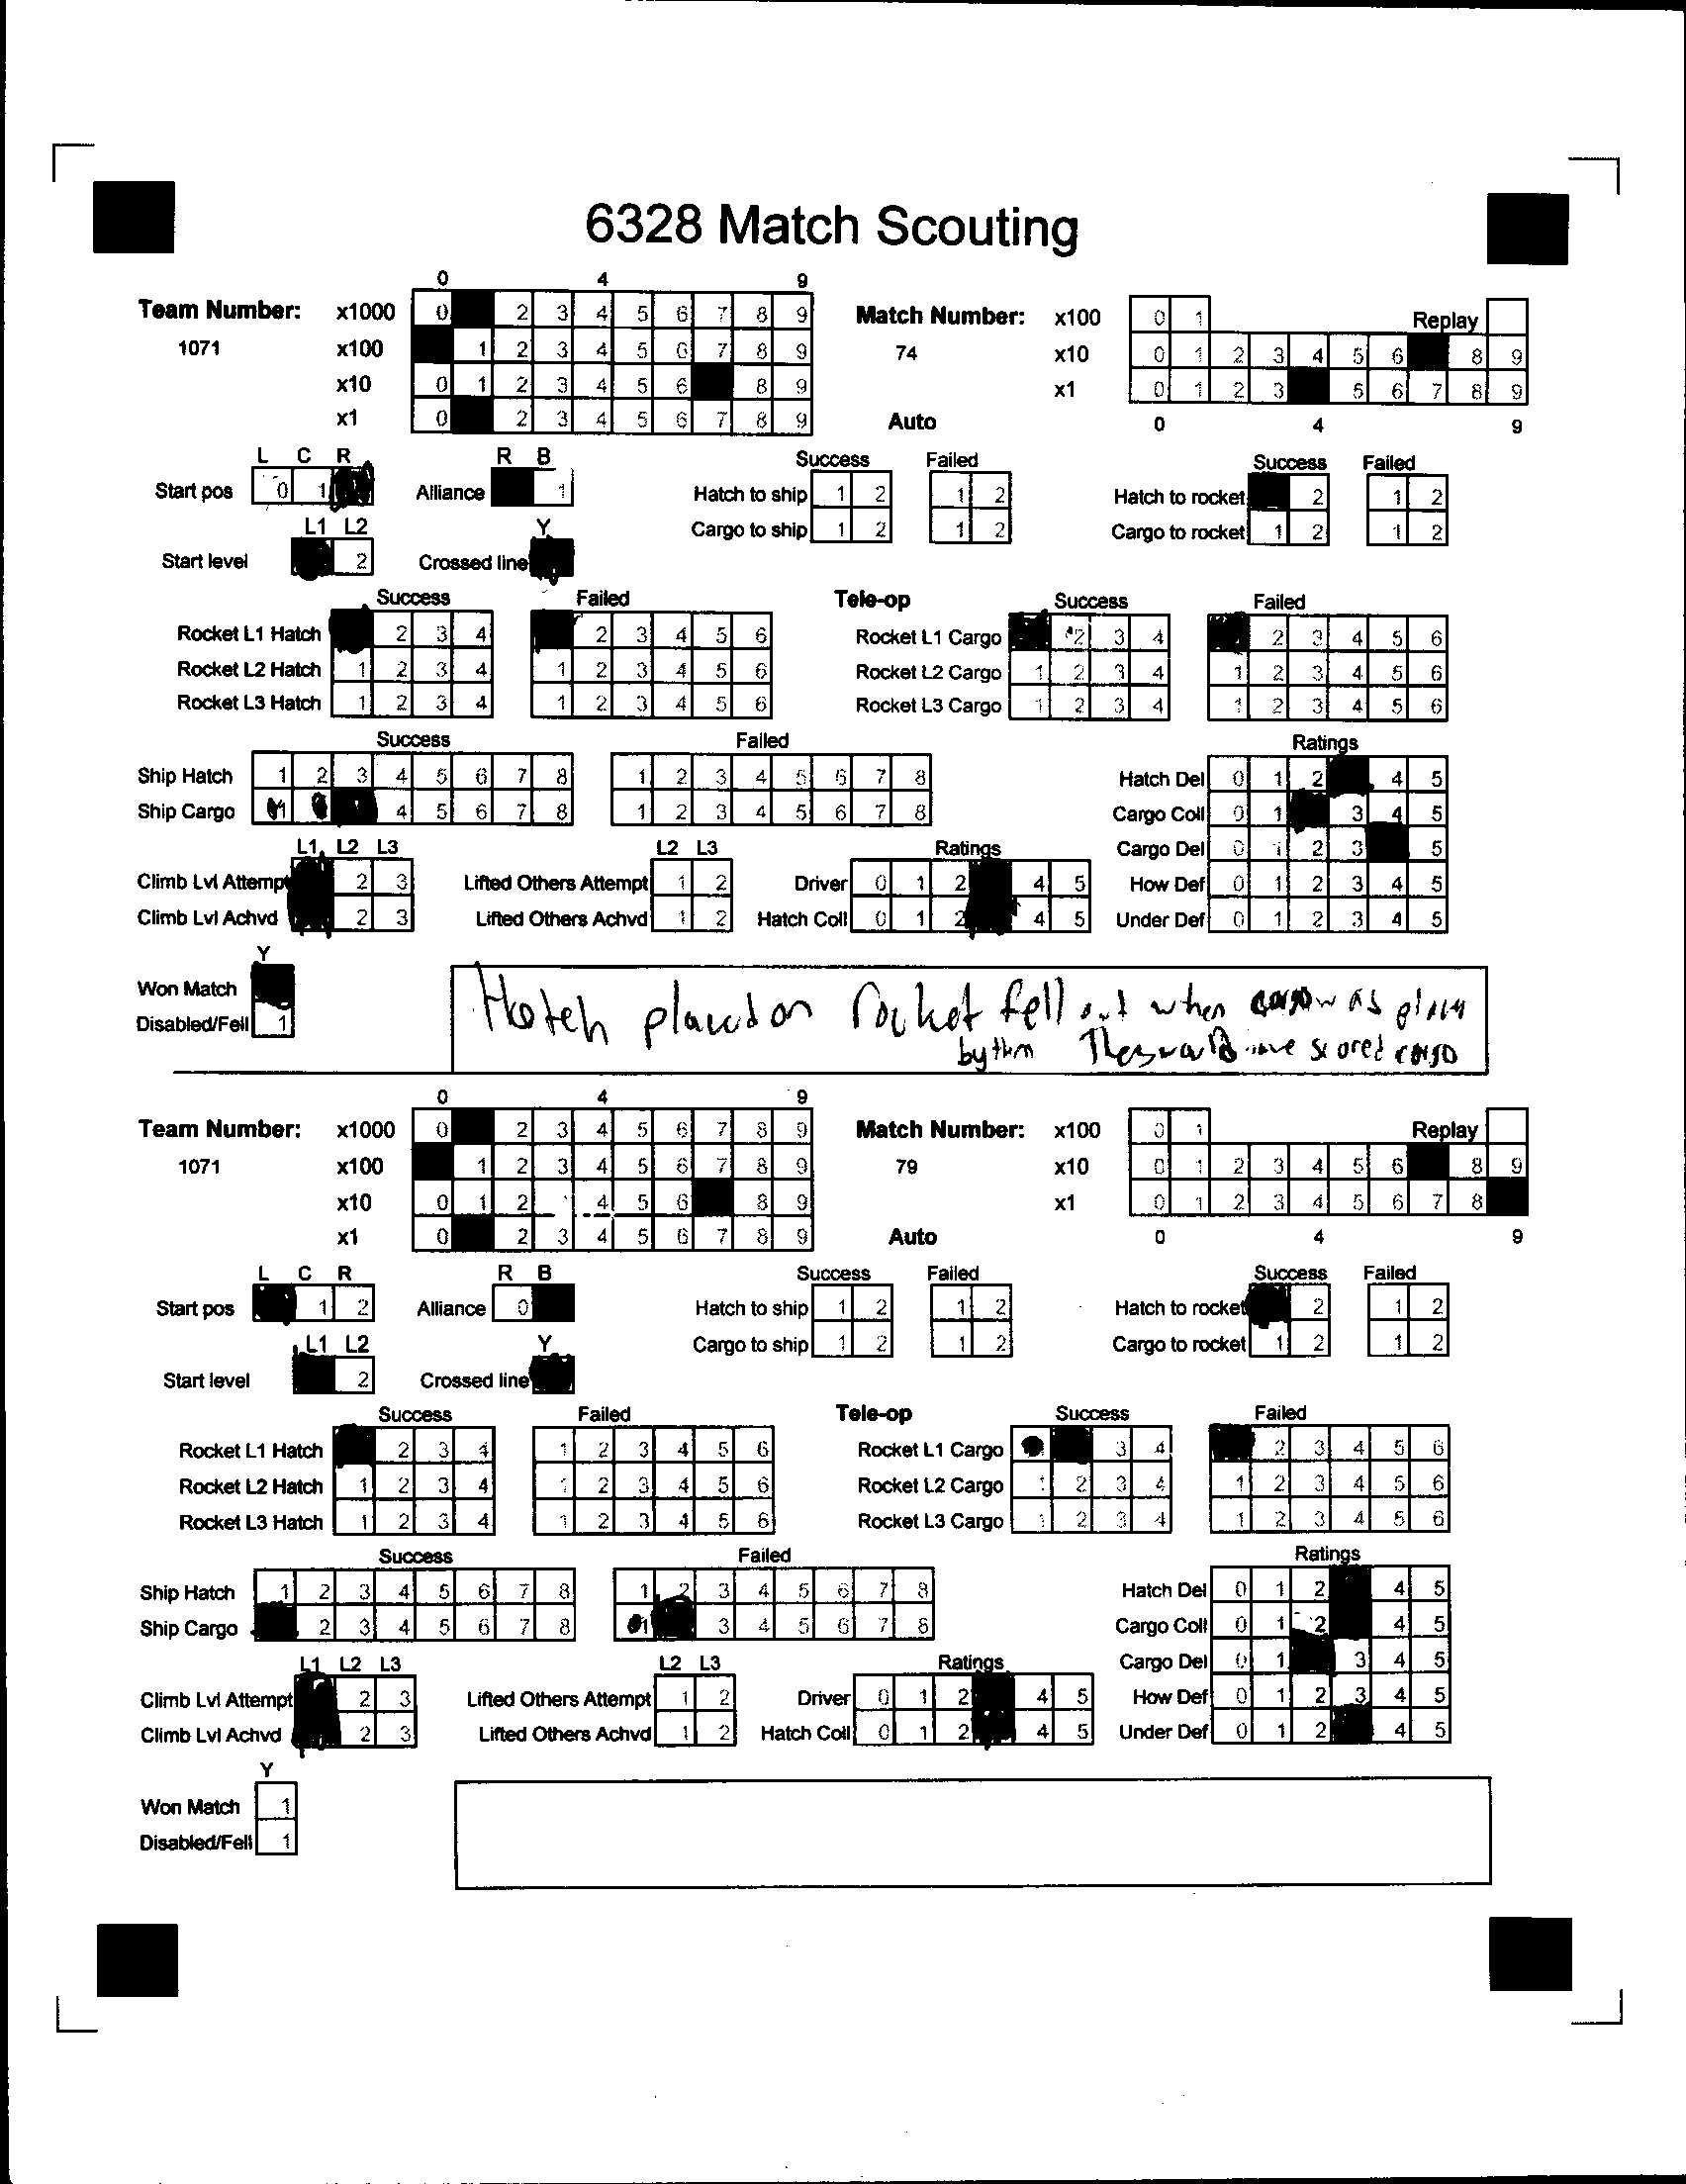 6328 Match Scouting
0 4 9
Team Number: x1000 0 2 3 4 5 6 7 8 9 Match Number: x100 0 1 Replay
1071 x100 1 2 3 4 5 6 7 8 9 74 x10 0 1 2 3 4 5 6 8 9
x10 0 1 2 3 4 5 6 8 9 x1 0 1 2 3 5 6 7 8 9
x1 0 2 3 4 5 6 7 8 9 Auto 0 4 9
L C R R B Success Failed Success Failed
Start pos 0 1 Alliance 1 Hatch to ship 1 2 1 2 Hatch to rocket 2 1 2
L1 L2 Y Cargo to ship 1 2 1 2 Cargo to rocket 1 2 1 2
Start level 2 Crossed line
Success Failed Tele-op Success Failed
Rocket L1 Hatch 2 3 4 2 3 4 5 6 Rocket L1 Cargo 2 3 4 2 3 4 5 6
Rocket L2 Hatch 1 2 3 4 1 2 3 4 5 6 Rocket L2 Cargo 1 2 3 4 1 2 3 4 5 6
Rocket L3 Hatch 1 2 3 4 1 2 3 4 5 6 Rocket L3 Cargo 1 2 3 4 1 2 3 4 5 6
Success Failed Ratings
Ship Hatch 1 2 3 4 5 6 7 8 1 2 3 4 5 6 7 8 Hatch Del 0 1 2 4 5
Ship Cargo 1 4 5 6 7 8 1 2 3 4 5 6 7 8 Cargo Coll 0 1 3 4 5
L1 L2 L3 L2 L3 Ratings Cargo Del 0 1 2 3 5
Climb Lvl Attempt 2 3 Lifted Others Attempt 1 2 Driver 0 1 2 4 5 How Def 0 1 2 3 4 5
Climb Lvl Achvd 2 3 Lifted Others Achvd 1 2 Hatch Coll 0 1 2 4 5 Under Def 0 1 2 3 4 5
Y
Won Match
Disabled/Fell 1
Hatch placed on rocket fell out when cargo was
by thm They would have scored cargo
0 4 9
Team Number: x1000 0 2 3 4 5 6 7 8 9 Match Number: x100 0 1 Replay
1071 x100 1 2 3 4 5 6 7 8 9 79 x10 0 1 2 3 4 5 6 8 9
x10 0 1 2 4 5 6 8 9 x1 0 1 2 3 4 5 6 7 8
x1 0 2 3 4 5 6 7 8 9 Auto 0 4 9
L C R R B Success Failed Success Failed
Start pos 1 2 Alliance 0 Hatch to ship 1 2 1 2 Hatch to rocket 2 1 2
L1 L2 Y Cargo to ship 1 2 1 2 Cargo to rocket 1 2 1 2
Start level 2 Crossed line
Success Failed Tele-op Success Failed
Rocket L1 Hatch 2 3 4 1 2 3 4 5 6 Rocket L1 Cargo 3 4 2 3 4 5 6
Rocket L2 Hatch 1 2 3 4 1 2 3 4 5 6 Rocket L2 Cargo 1 2 3 4 1 2 3 4 5 6
Rocket L3 Hatch 1 2 3 4 1 2 3 4 5 6 Rocket L3 Cargo 1 2 3 4 1 2 3 4 5 6
Success Failed Ratings
Ship Hatch 1 2 3 4 5 6 7 8 1 2 3 4 5 6 7 8 Hatch Del 0 1 2 4 5
Ship Cargo 2 3 4 5 6 7 8 1 3 4 5 6 7 8 Cargo Coll 0 1 2 4 5
L1 L2 L3 L2 L3 Ratings Cargo Del 0 1 3 4 5
Climb Lvl Attempt 2 3 Lifted Others Attempt 1 2 Driver 0 1 2 4 5 How Def 0 1 2 3 4 5
Climb Lvl Achvd 2 3 Lifted Others Achvd 1 2 Hatch Coll 0 1 2 4 5 Under Def 0 1 2 4 5
Y
Won Match 1
Disabled/Fell 1